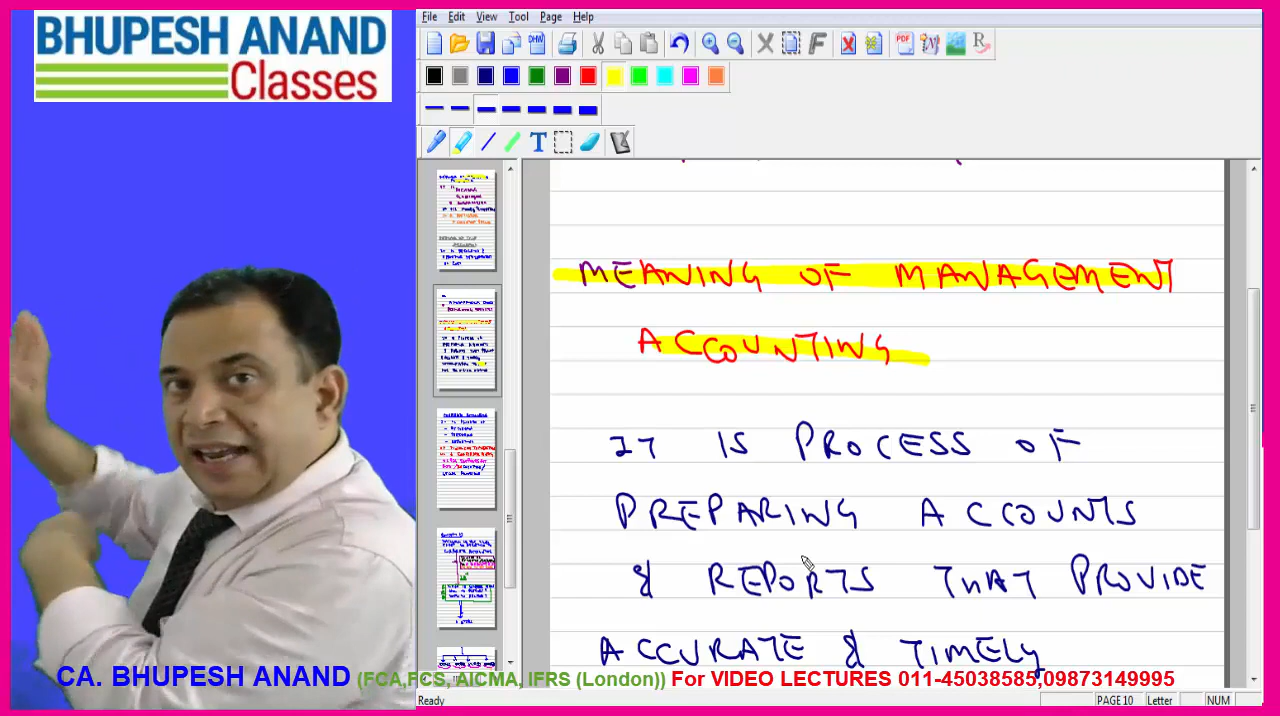 BHUPESH ANAND
Classes
File Edit View Tool Page Help
MEANING OF MANAGEMENT
ACCOUNTING
IT IS PROCESS OF
PREPARING ACCOUNTS
& REPORTS THAT PROVIDE
ACCURATE & TIMELY
CA. BHUPESH ANAND (FCA,FCS, AICMA, IFRS (London)) For VIDEO LECTURES 011-45038585,09873149995
Ready PAGE 10 Letter NUM